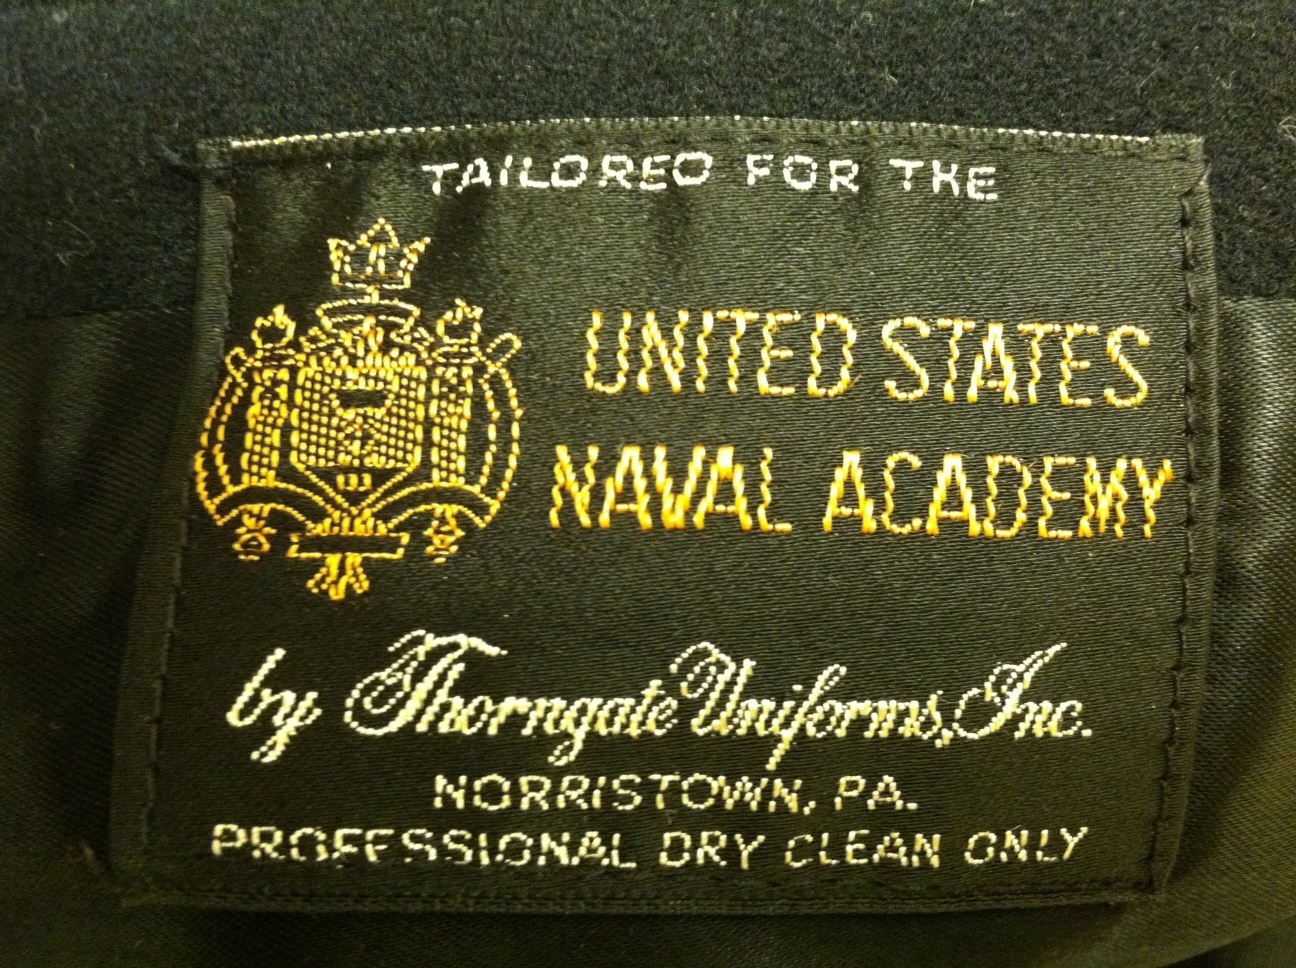 TAILORED FOR THE
UNITED STATES
NAVAL ACADEMY
by Thorngate Uniforms, Inc.
NORRISTOWN, PA.
PROFESSIONAL DRY CLEAN ONLY